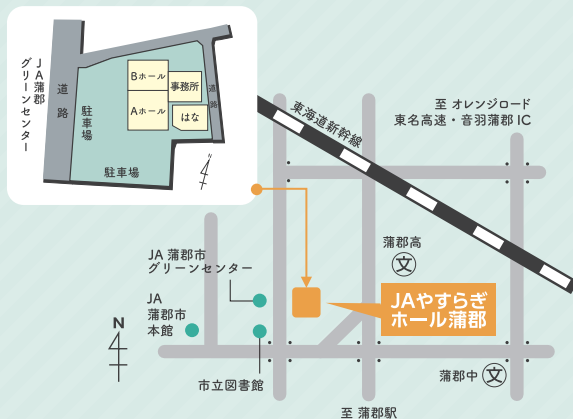 JA蒲郡
グリーンセンター
道路
駐車場
Bホール
事務所
Aホール
はな
道路
駐車場
N
東海道新幹線
至 オレンジロード
東名高速・音羽蒲郡 IC
蒲郡高
文
JA 蒲郡市
グリーンセンター
JAやすらぎ
ホール蒲郡
JA
蒲郡市
本館
N
市立図書館
蒲郡中
文
至 蒲郡駅